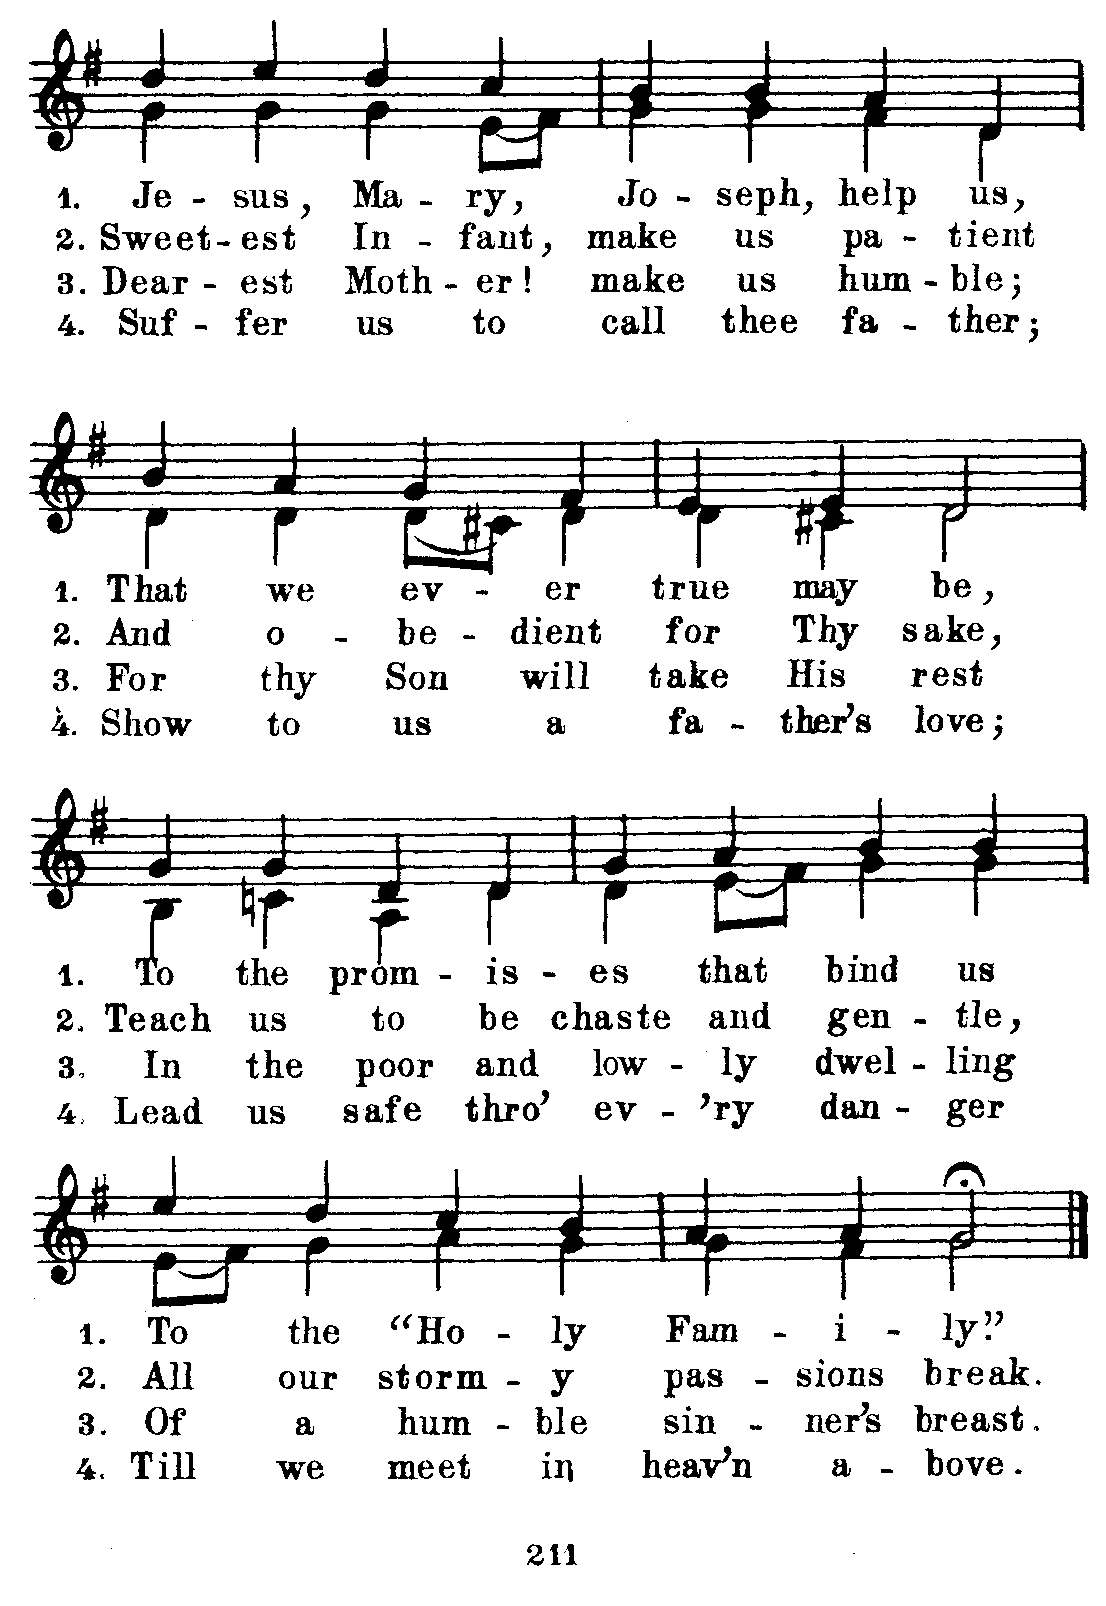 1. Je - sus, Ma - ry, Jo - seph, help us,
2. Sweet - est In - fant, make us pa - tient
3. Dear - est Moth - er! make us hum - ble;
4. Suf - fer us to call thee fa - ther;
1. That we ev - er true may be,
2. And o - be - dient for Thy sake,
3. For thy Son will take His rest
4. Show to us a fa - ther's love;
1. To the prom - is - es that bind us
2. Teach us to be chaste and gen - tle,
3. In the poor and low - ly dwel - ling
4. Lead us safe thro' ev - 'ry dan - ger
1. To the “Ho - ly Fam - i - ly.”
2. All our storm - y pas - sions break.
3. Of a hum - ble sin - ner's breast.
4. Till we meet in heav'n a - bove.
211